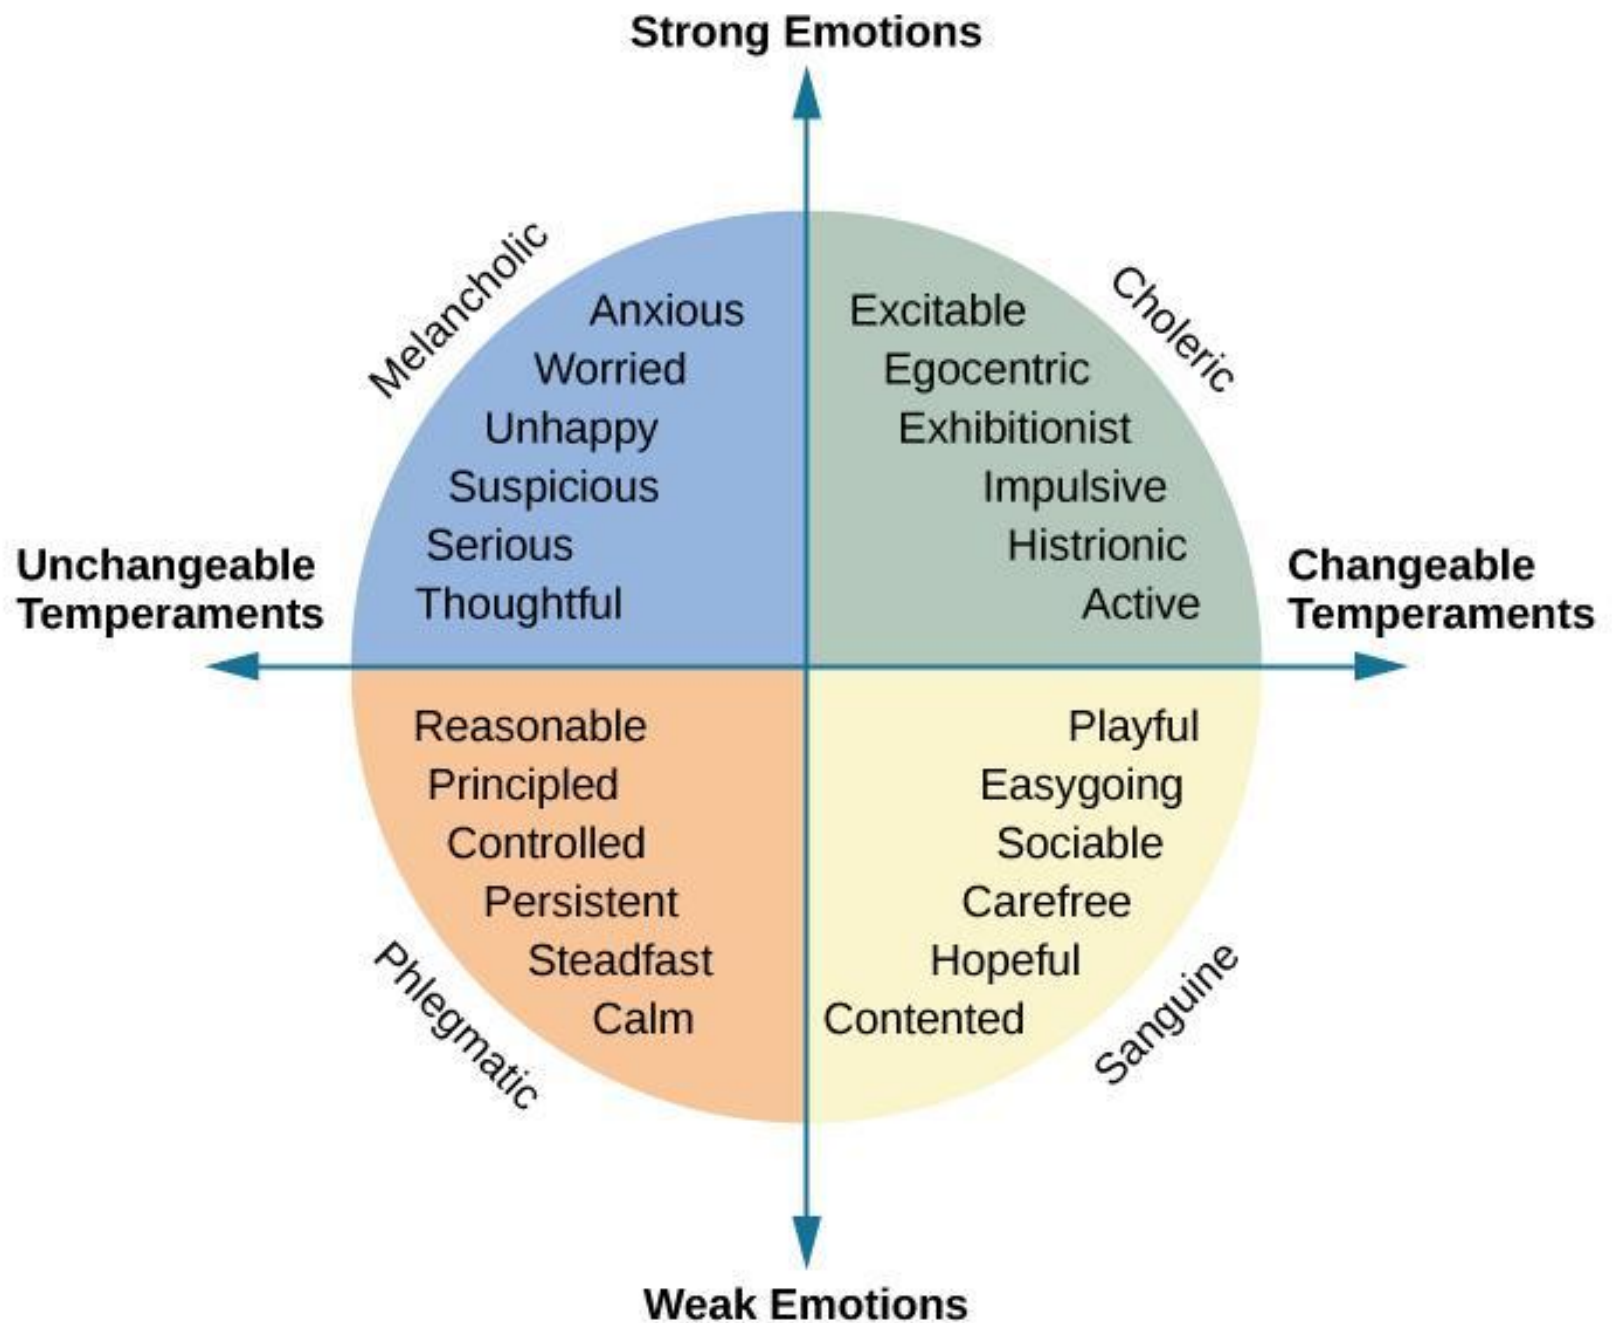 Strong Emotions
Melancholic
Anxious
Worried
Unhappy
Suspicious
Serious
Thoughtful
Choleric
Excitable
Egocentric
Exhibitionist
Impulsive
Histrionic
Active
Unchangeable
Temperaments
Changeable
Temperaments
Reasonable
Principled
Controlled
Persistent
Steadfast
Calm
Phlegmatic
Playful
Easygoing
Sociable
Carefree
Hopeful
Contented
Sanguine
Weak Emotions